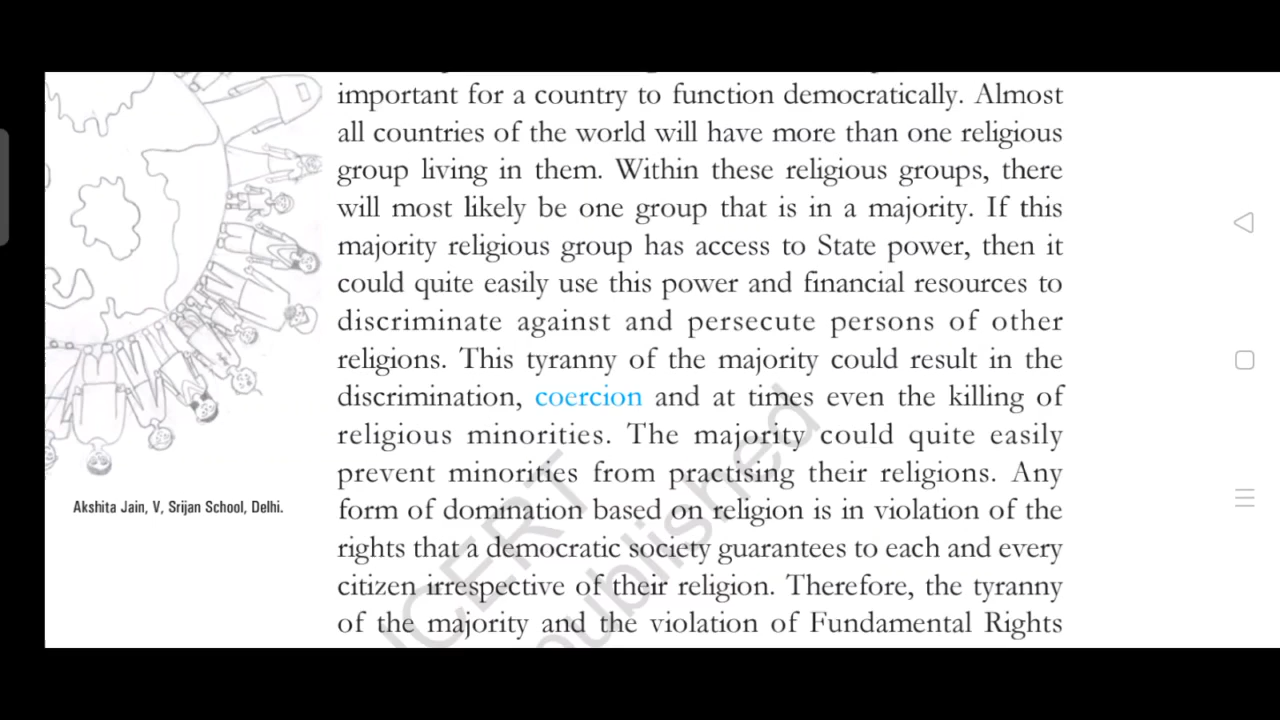 important for a country to function democratically. Almost
all countries of the world will have more than one religious
group living in them. Within these religious groups, there
will most likely be one group that is in a majority. If this
majority religious group has access to State power, then it
could quite easily use this power and financial resources to
discriminate against and persecute persons of other
religions. This tyranny of the majority could result in the
discrimination, coercion and at times even the killing of
religious minorities. The majority could quite easily
prevent minorities from practising their religions. Any
form of domination based on religion is in violation of the
rights that a democratic society guarantees to each and every
citizen irrespective of their religion. Therefore, the tyranny
of the majority and the violation of Fundamental Rights
Akshita Jain, V, Srijan School, Delhi.
NCERT
published